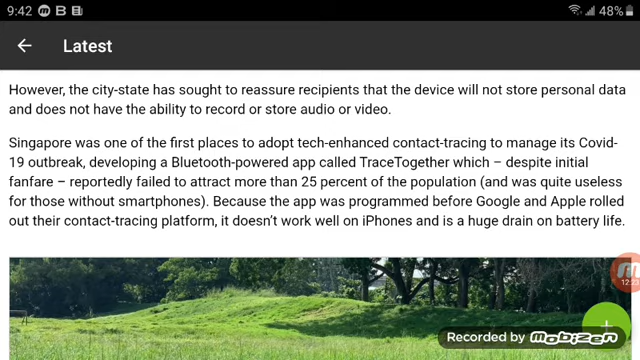 9:42
48%
Latest
However, the city-state has sought to reassure recipients that the device will not store personal data
and does not have the ability to record or store audio or video.
Singapore was one of the first places to adopt tech-enhanced contact-tracing to manage its Covid-
19 outbreak, developing a Bluetooth-powered app called TraceTogether which – despite initial
fanfare – reportedly failed to attract more than 25 percent of the population (and was quite useless
for those without smartphones). Because the app was programmed before Google and Apple rolled
out their contact-tracing platform, it doesn't work well on iPhones and is a huge drain on battery life.
Recorded by mobizen